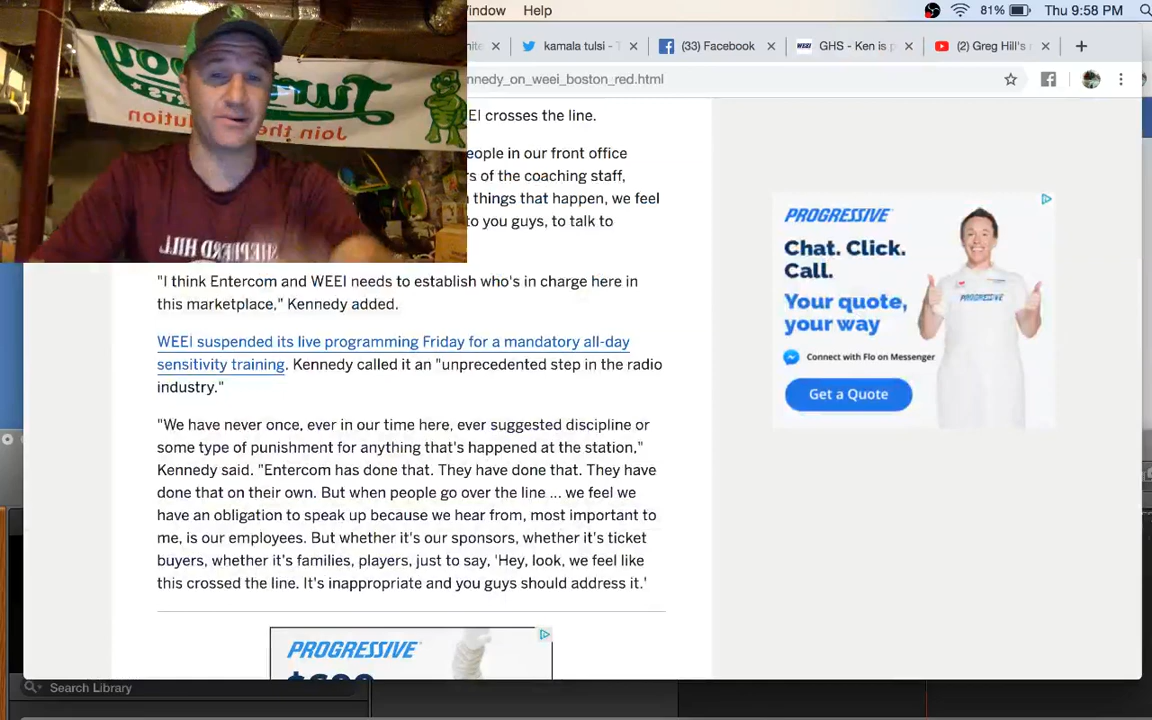 Window Help
81% Thu 9:58 PM
kamala tulsi - T
(33) Facebook
WEEI GHS - Ken is p
(2) Greg Hill's
nnedy_on_weei_boston_red.html
Turtleboy
SPORTS
Join the
olution
SHEPHERD HILL
EI crosses the line.
eople in our front office
rs of the coaching staff,
things that happen, we feel
to you guys, to talk to
"I think Entercom and WEEI needs to establish who's in charge here in
this marketplace," Kennedy added.
WEEI suspended its live programming Friday for a mandatory all-day
sensitivity training. Kennedy called it an "unprecedented step in the radio
industry."
"We have never once, ever in our time here, ever suggested discipline or
some type of punishment for anything that's happened at the station,"
Kennedy said. "Entercom has done that. They have done that. They have
done that on their own. But when people go over the line ... we feel we
have an obligation to speak up because we hear from, most important to
me, is our employees. But whether it's our sponsors, whether it's ticket
buyers, whether it's families, players, just to say, 'Hey, look, we feel like
this crossed the line. It's inappropriate and you guys should address it.'
PROGRESSIVE
Chat. Click.
Call.
Your quote,
your way
Connect with Flo on Messenger
Get a Quote
PROGRESSIVE
PROGRESSIVE
Search Library